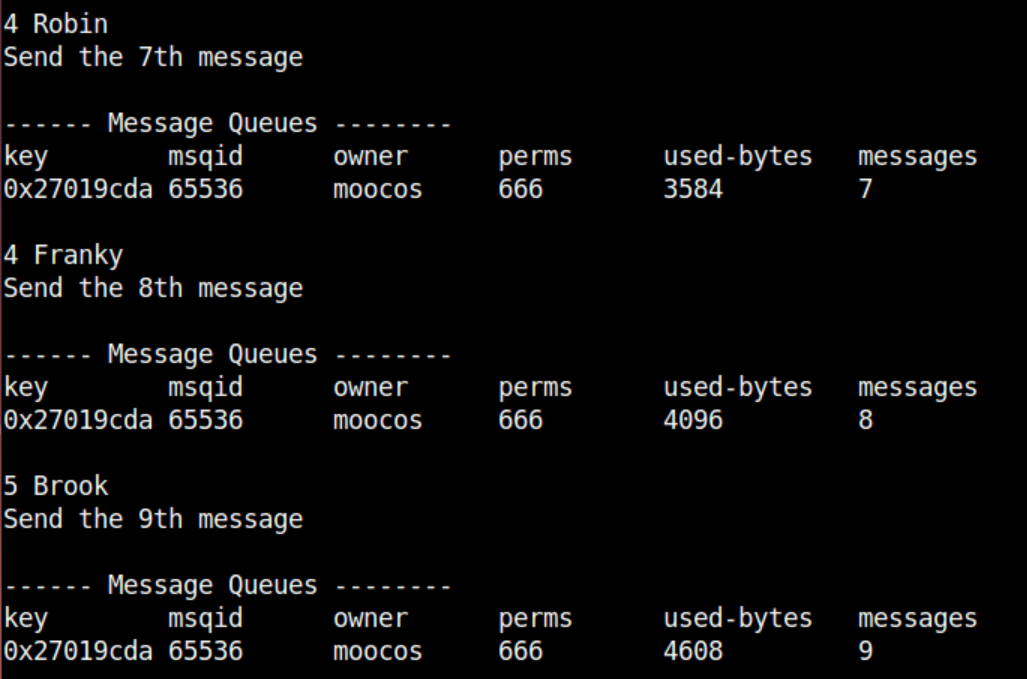 4 Robin
Send the 7th message
------ Message Queues --------
key        msqid      owner      perms      used-bytes   messages
0x27019cda 65536      moocos     666        3584         7
4 Franky
Send the 8th message
------ Message Queues --------
key        msqid      owner      perms      used-bytes   messages
0x27019cda 65536      moocos     666        4096         8
5 Brook
Send the 9th message
------ Message Queues --------
key        msqid      owner      perms      used-bytes   messages
0x27019cda 65536      moocos     666        4608         9